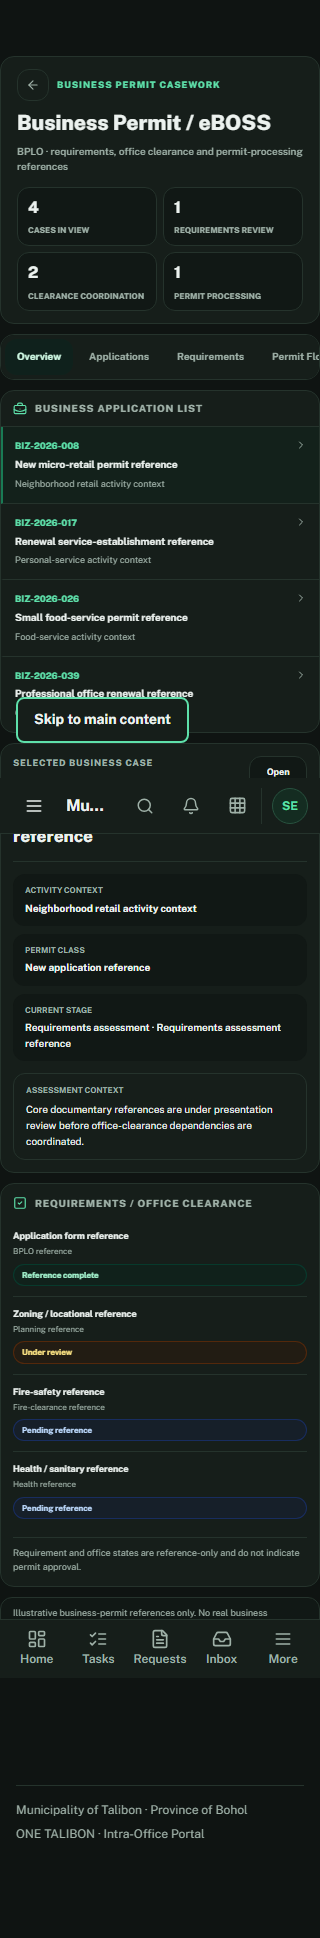 BUSINESS PERMIT CASEWORK
Business Permit / eBOSS
BPLO · requirements, office clearance and permit-processing
references
4
CASES IN VIEW
1
REQUIREMENTS REVIEW
2
CLEARANCE COORDINATION
1
PERMIT PROCESSING
Overview
Applications
Requirements
Permit Flo
BUSINESS APPLICATION LIST
BIZ-2026-008
New micro-retail permit reference
Neighborhood retail activity context
BIZ-2026-017
Renewal service-establishment reference
Personal-service activity context
BIZ-2026-026
Small food-service permit reference
Food-service activity context
BIZ-2026-039
Professional office renewal reference
Skip to main content
SELECTED BUSINESS CASE
Open
Mu...
SE
reference
ACTIVITY CONTEXT
Neighborhood retail activity context
PERMIT CLASS
New application reference
CURRENT STAGE
Requirements assessment · Requirements assessment
reference
ASSESSMENT CONTEXT
Core documentary references are under presentation
review before office-clearance dependencies are
coordinated.
REQUIREMENTS / OFFICE CLEARANCE
Application form reference
BPLO reference
Reference complete
Zoning / locational reference
Planning reference
Under review
Fire-safety reference
Fire-clearance reference
Pending reference
Health / sanitary reference
Health reference
Pending reference
Requirement and office states are reference-only and do not indicate
permit approval.
Illustrative business-permit references only. No real business
Home
Tasks
Requests
Inbox
More
Municipality of Talibon · Province of Bohol
ONE TALIBON · Intra-Office Portal